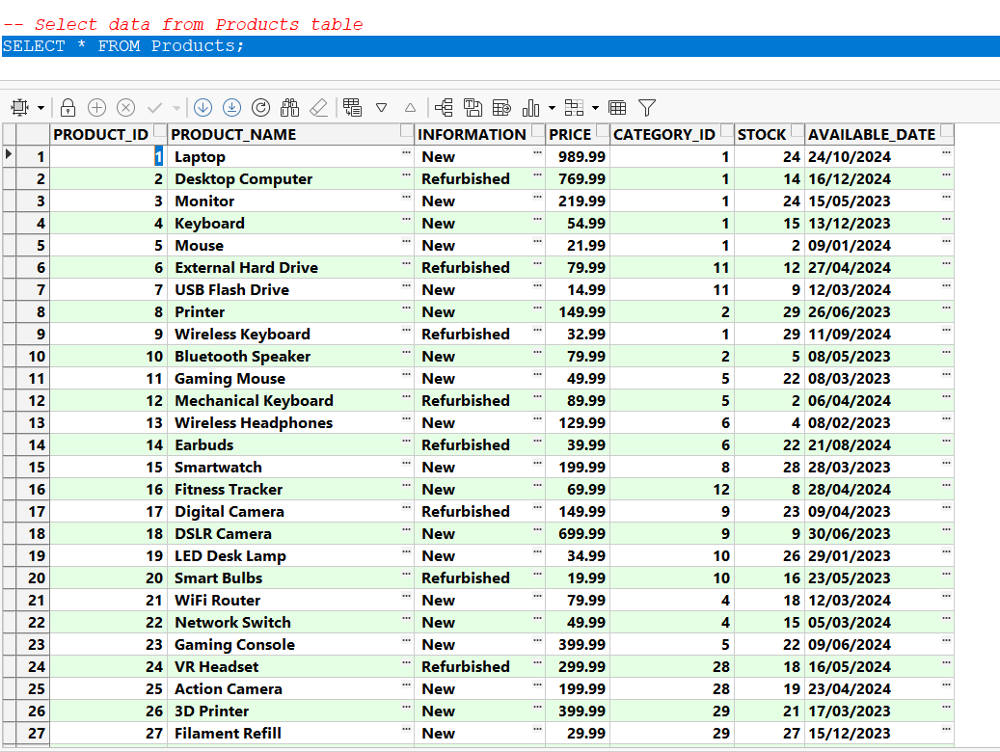 -- Select data from Products table
SELECT * FROM Products;
PRODUCT_ID PRODUCT_NAME INFORMATION PRICE CATEGORY_ID STOCK AVAILABLE_DATE
1 1 Laptop New 989.99 1 24 24/10/2024
2 2 Desktop Computer Refurbished 769.99 1 14 16/12/2024
3 3 Monitor New 219.99 1 24 15/05/2023
4 4 Keyboard New 54.99 1 15 13/12/2023
5 5 Mouse New 21.99 1 2 09/01/2024
6 6 External Hard Drive Refurbished 79.99 11 12 27/04/2024
7 7 USB Flash Drive New 14.99 11 9 12/03/2024
8 8 Printer New 149.99 2 29 26/06/2023
9 9 Wireless Keyboard Refurbished 32.99 1 29 11/09/2024
10 10 Bluetooth Speaker New 79.99 2 5 08/05/2023
11 11 Gaming Mouse New 49.99 5 22 08/03/2024
12 12 Mechanical Keyboard Refurbished 89.99 5 2 06/04/2024
13 13 Wireless Headphones New 129.99 6 4 08/02/2023
14 14 Earbuds Refurbished 39.99 6 22 21/08/2024
15 15 Smartwatch New 199.99 8 28 28/03/2023
16 16 Fitness Tracker New 69.99 12 8 28/04/2024
17 17 Digital Camera Refurbished 149.99 9 23 09/04/2023
18 18 DSLR Camera New 699.99 9 9 30/06/2023
19 19 LED Desk Lamp New 34.99 10 26 29/01/2023
20 20 Smart Bulbs Refurbished 19.99 10 16 23/05/2023
21 21 WiFi Router New 79.99 4 18 12/03/2023
22 22 Network Switch New 49.99 4 15 05/03/2023
23 23 Gaming Console New 399.99 5 22 09/06/2024
24 24 VR Headset Refurbished 299.99 28 18 16/05/2024
25 25 Action Camera New 199.99 28 19 23/04/2024
26 26 3D Printer New 399.99 29 21 17/03/2023
27 27 Filament Refill New 29.99 29 27 15/12/2023